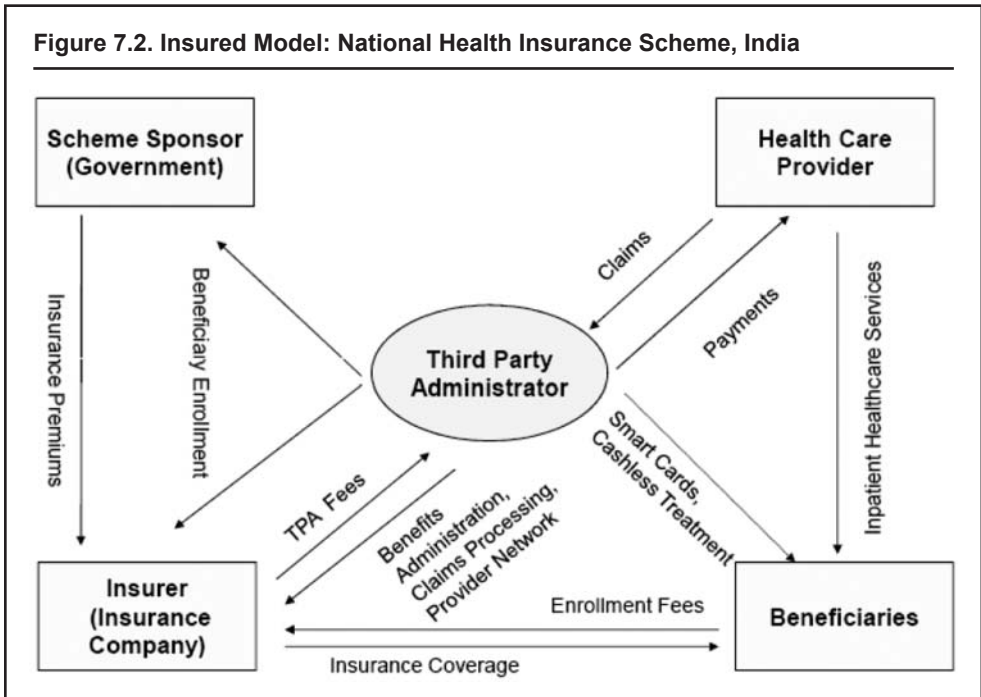 Figure 7.2. Insured Model: National Health Insurance Scheme, India
Scheme Sponsor
(Government)
Health Care
Provider
Insurance Premiums
Beneficiary Enrollment
Claims
Payments
Inpatient Healthcare Services
Third Party
Administrator
TPA Fees
Benefits
Administration,
Claims Processing,
Provider Network
Smart Cards,
Cashless Treatment
Insurer
(Insurance
Company)
Enrollment Fees
Insurance Coverage
Beneficiaries